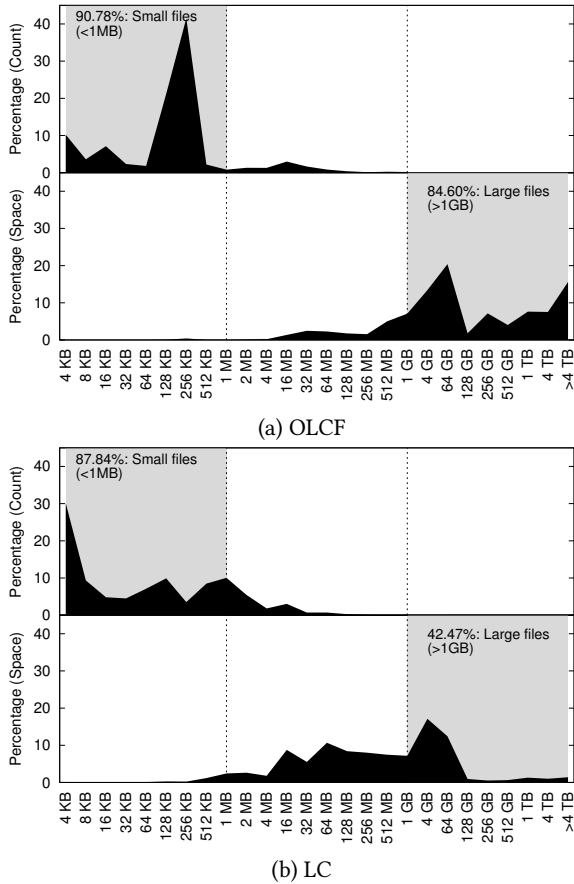 40
30
20
10
0
Percentage (Count)
90.78%: Small files
(<1MB)
40
30
20
10
0
Percentage (Space)
84.60%: Large files
(>1GB)
4 KB
8 KB
16 KB
32 KB
64 KB
128 KB
256 KB
512 KB
1 MB
2 MB
4 MB
16 MB
32 MB
64 MB
128 MB
256 MB
512 MB
1 GB
4 GB
64 GB
128 GB
256 GB
512 GB
1 TB
4 TB
>4 TB
(a) OLCF
40
30
20
10
0
Percentage (Count)
87.84%: Small files
(<1MB)
40
30
20
10
0
Percentage (Space)
42.47%: Large files
(>1GB)
4 KB
8 KB
16 KB
32 KB
64 KB
128 KB
256 KB
512 KB
1 MB
2 MB
4 MB
16 MB
32 MB
64 MB
128 MB
256 MB
512 MB
1 GB
4 GB
64 GB
128 GB
256 GB
512 GB
1 TB
4 TB
>4 TB
(b) LC